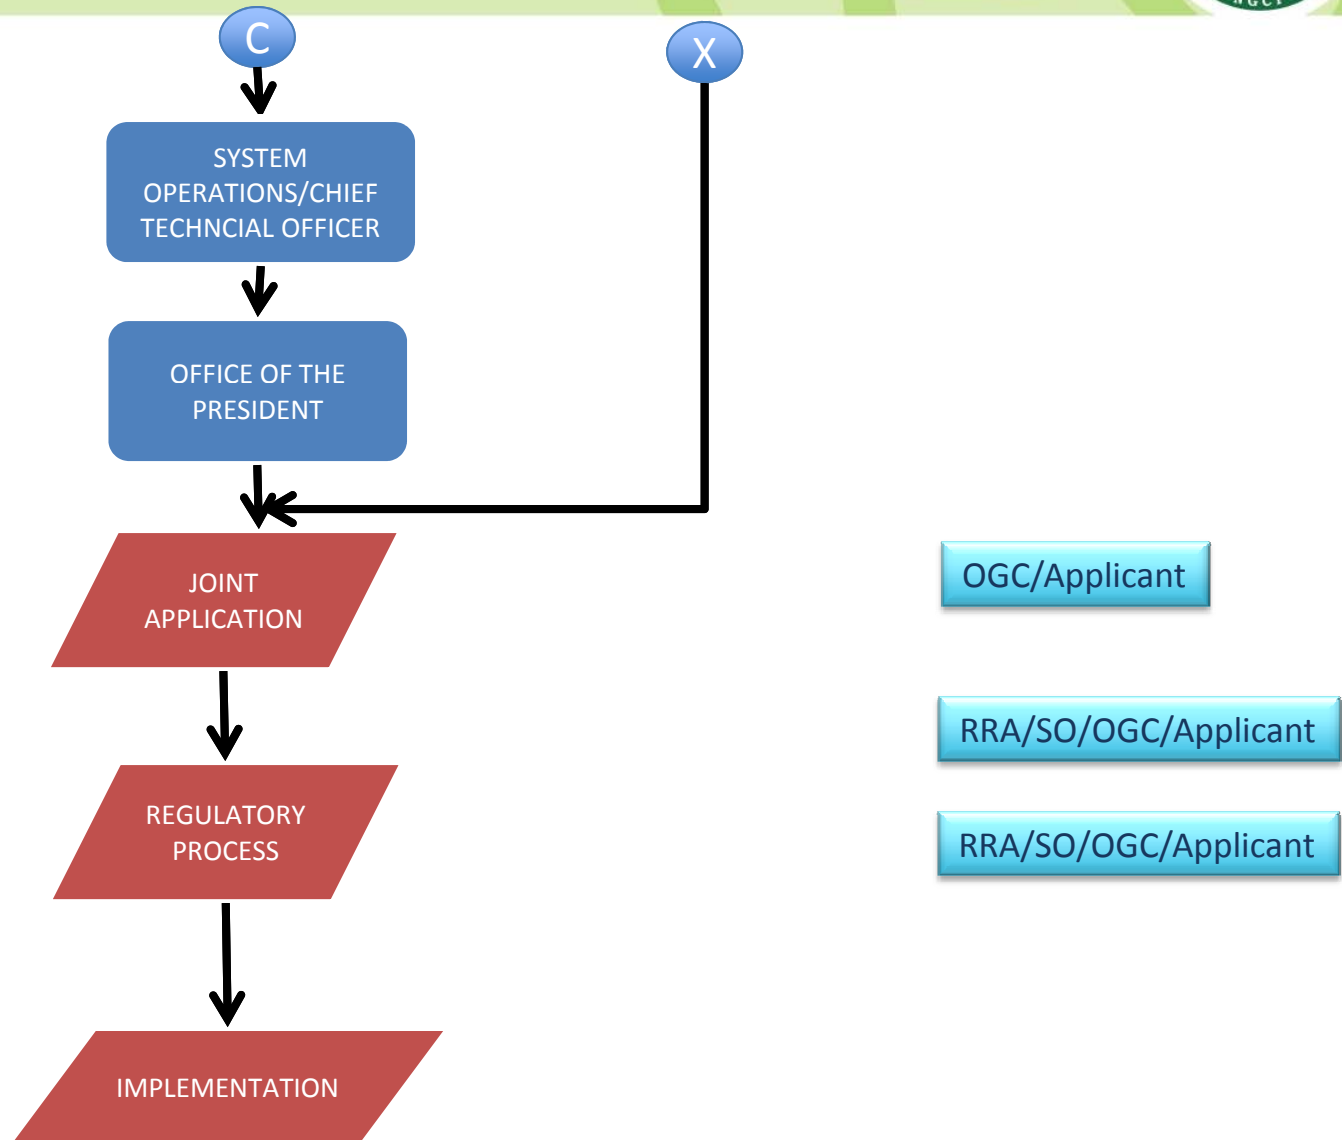 NGCP
C
X
SYSTEM
OPERATIONS/CHIEF
TECHNCIAL OFFICER
OFFICE OF THE
PRESIDENT
JOINT
APPLICATION
OGC/Applicant
RRA/SO/OGC/Applicant
REGULATORY
PROCESS
RRA/SO/OGC/Applicant
IMPLEMENTATION